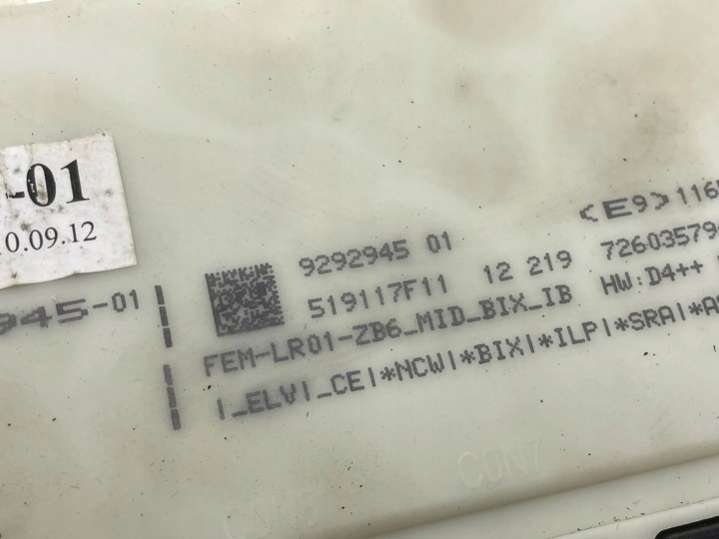 -01
0.09.12
945-01
<E9>116
9292945 01
519117F11 12 219 72603579
FEM-LR01-ZB6_MID_BIX_IB HW:D4++
|_ELV|_CE|*NCW|*BIX|*ILP|*SRA|*A
CON7